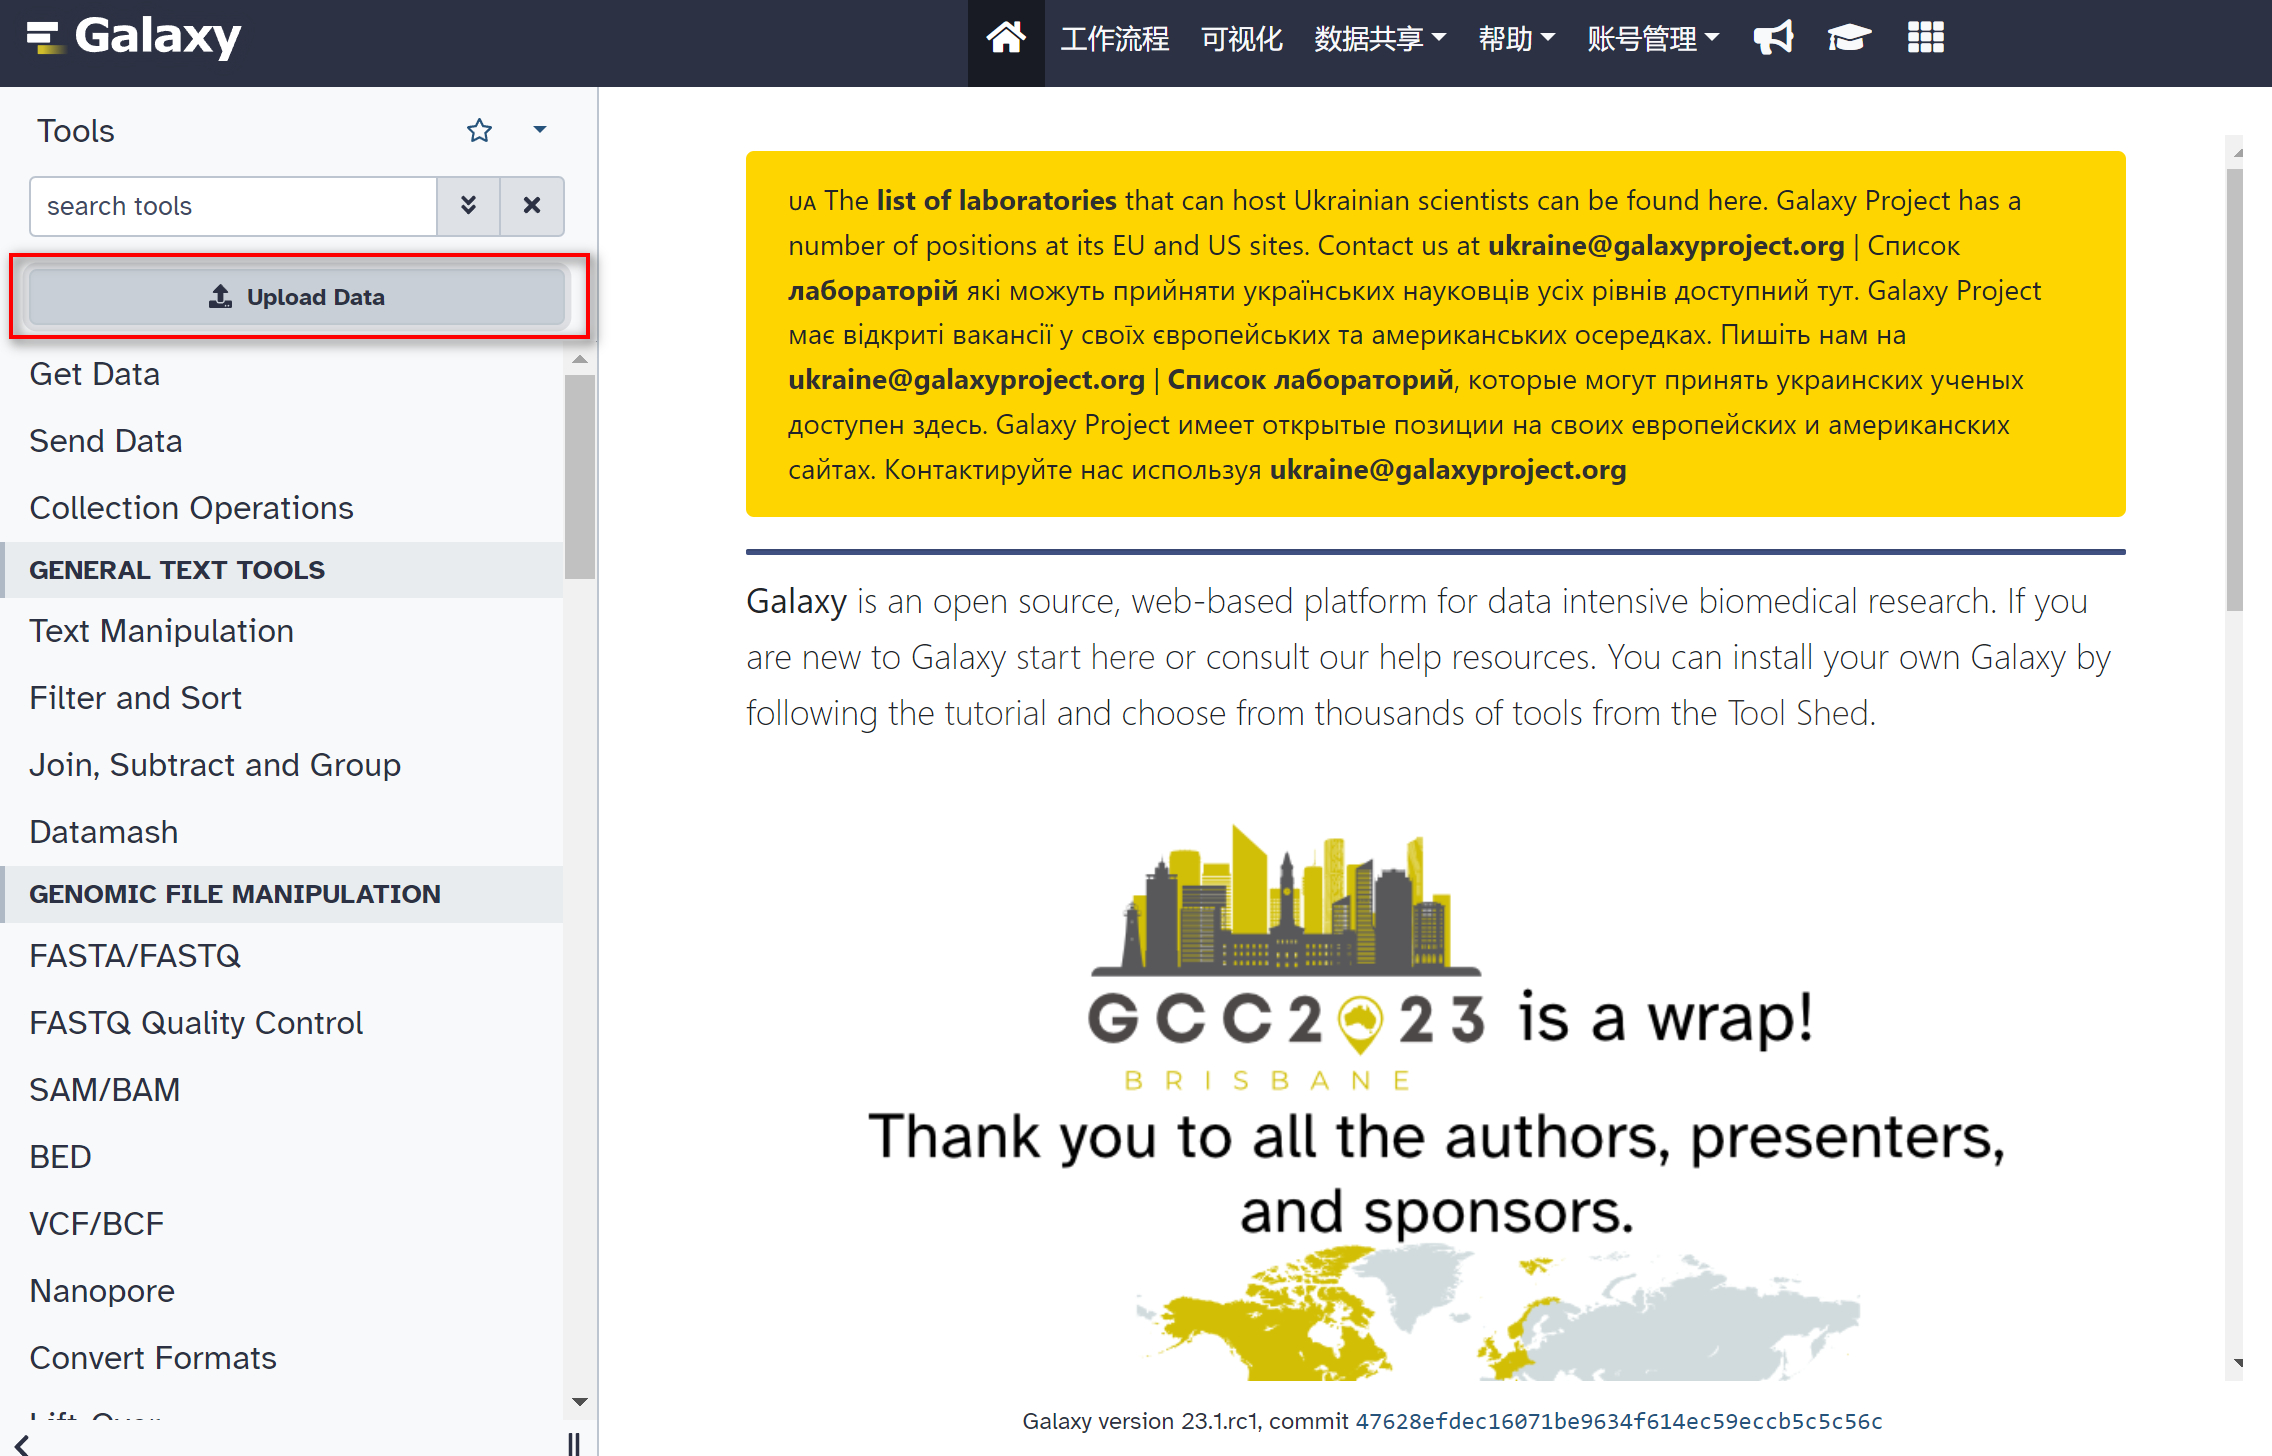 Galaxy
工作流程 可视化 数据共享 帮助 账号管理
Tools
search tools
Upload Data
Get Data
Send Data
Collection Operations
GENERAL TEXT TOOLS
Text Manipulation
Filter and Sort
Join, Subtract and Group
Datamash
GENOMIC FILE MANIPULATION
FASTA/FASTQ
FASTQ Quality Control
SAM/BAM
BED
VCF/BCF
Nanopore
Convert Formats
Lift-Over
UA The list of laboratories that can host Ukrainian scientists can be found here. Galaxy Project has a
number of positions at its EU and US sites. Contact us at ukraine@galaxyproject.org | Список
лабораторій які можуть прийняти українських науковців усіх рівнів доступний тут. Galaxy Project
має відкриті вакансії у своїх європейських та американських осередках. Пишіть нам на
ukraine@galaxyproject.org | Список лабораторий, которые могут принять украинских ученых
доступен здесь. Galaxy Project имеет открытые позиции на своих европейских и американских
сайтах. Контактируйте нас используя ukraine@galaxyproject.org
Galaxy is an open source, web-based platform for data intensive biomedical research. If you
are new to Galaxy start here or consult our help resources. You can install your own Galaxy by
following the tutorial and choose from thousands of tools from the Tool Shed.
GCC2023 is a wrap!
BRISBANE
Thank you to all the authors, presenters,
and sponsors.
Galaxy version 23.1.rc1, commit 47628efdec16071be9634f614ec59eccb5c5c56c